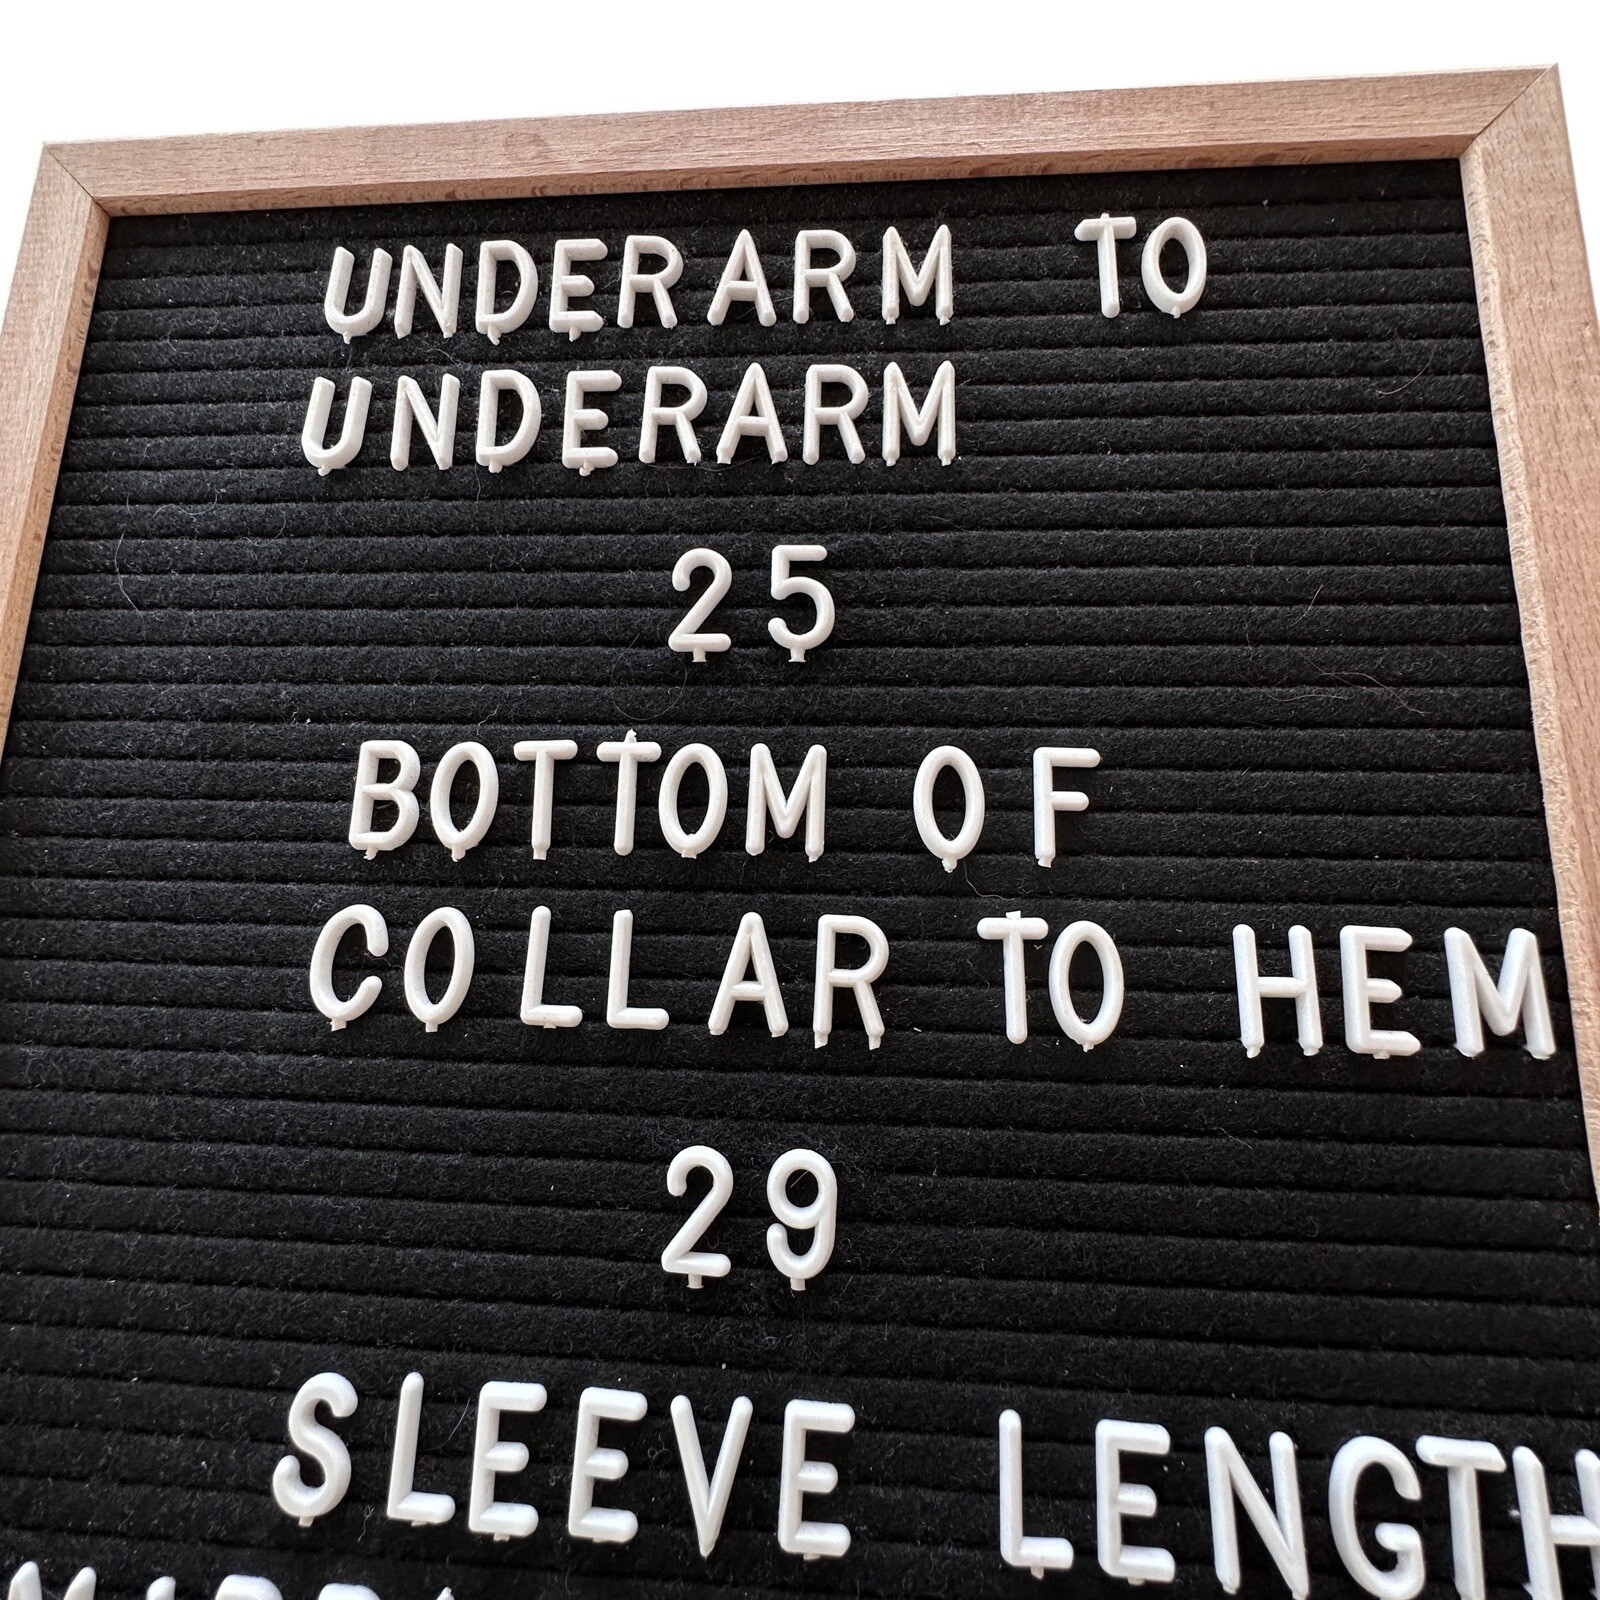 UNDERARM TO
UNDERARM
25
BOTTOM OF
COLLAR TO HEM
29
SLEEVE LENGTH